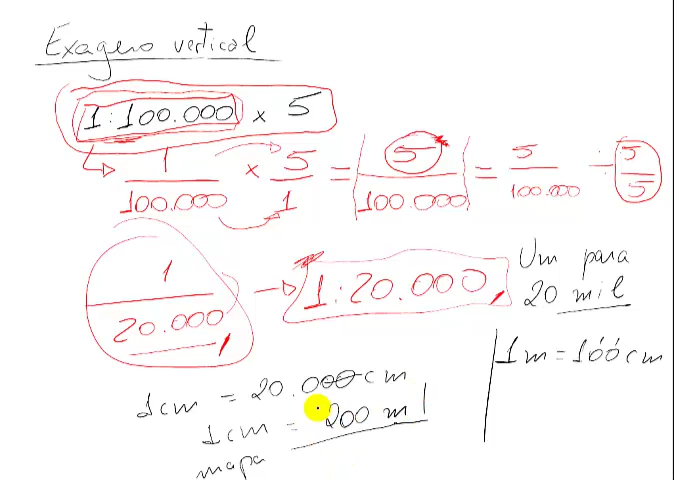 Exagero vertical
1:100.000 x 5
1/100.000 x 5/1 = 5/100.000 = 5/100.000 ÷ 5/5
1/20.000 → 1:20.000
Um para
20 mil
1m = 100cm
1cm = 20.000cm
1cm = 200 m
mapa